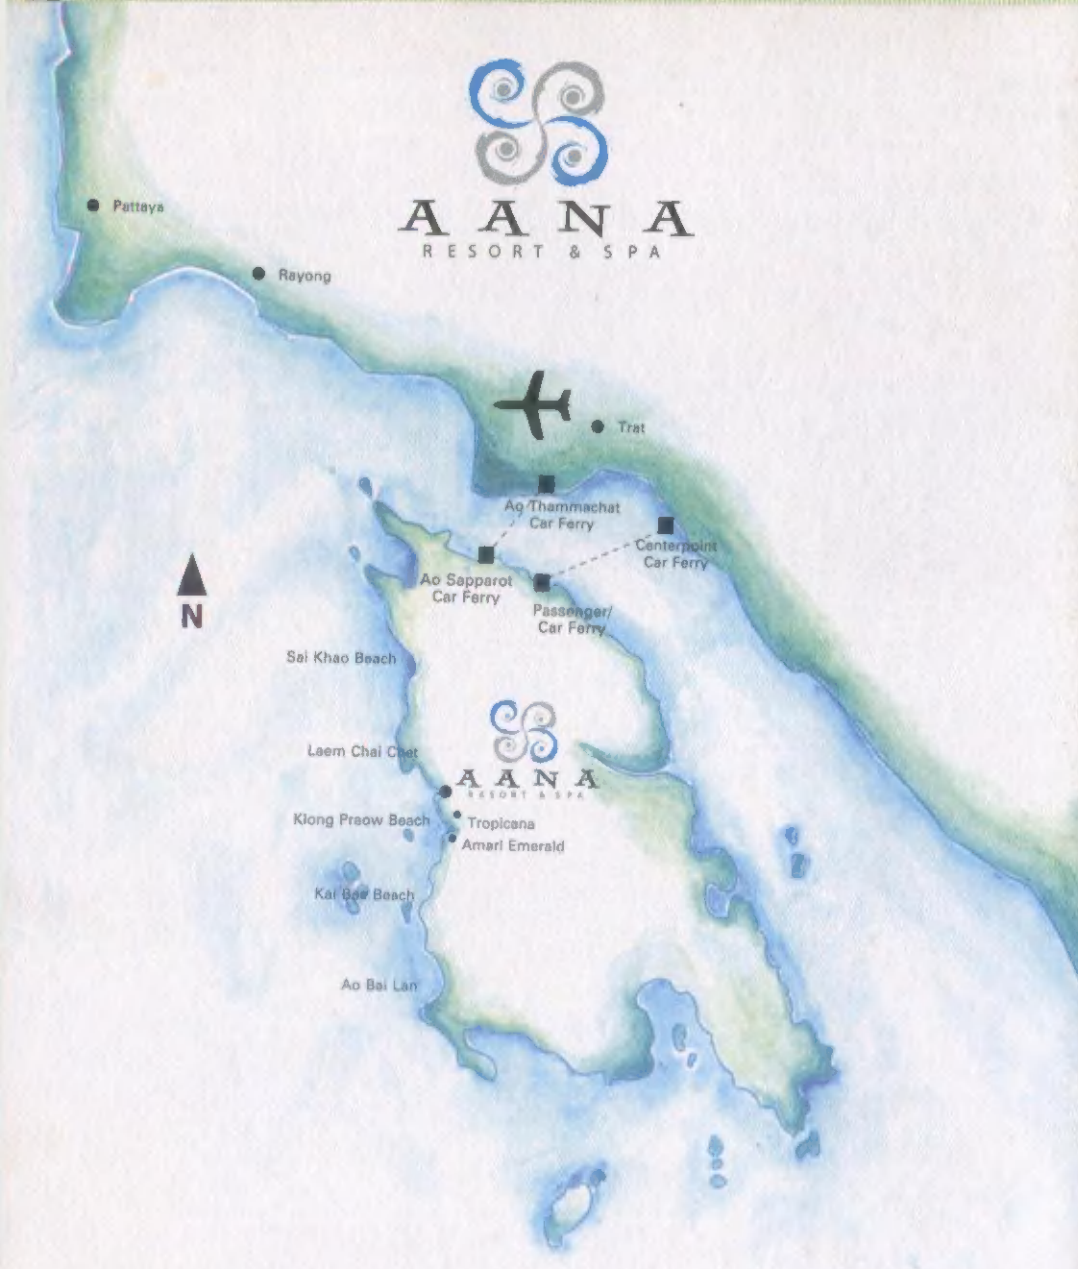 AANA
RESORT & SPA
Pattaya
Rayong
Trat
Ao Thammachat
Car Ferry
Centerpoint
Car Ferry
Ao Sapparot
Car Ferry
Passenger/
Car Ferry
N
Sai Khao Beach
Laem Chai Chet
AANA
RESORT & SPA
Klong Praow Beach
Tropicana
Amari Emerald
Kai Bae Beach
Ao Bai Lan